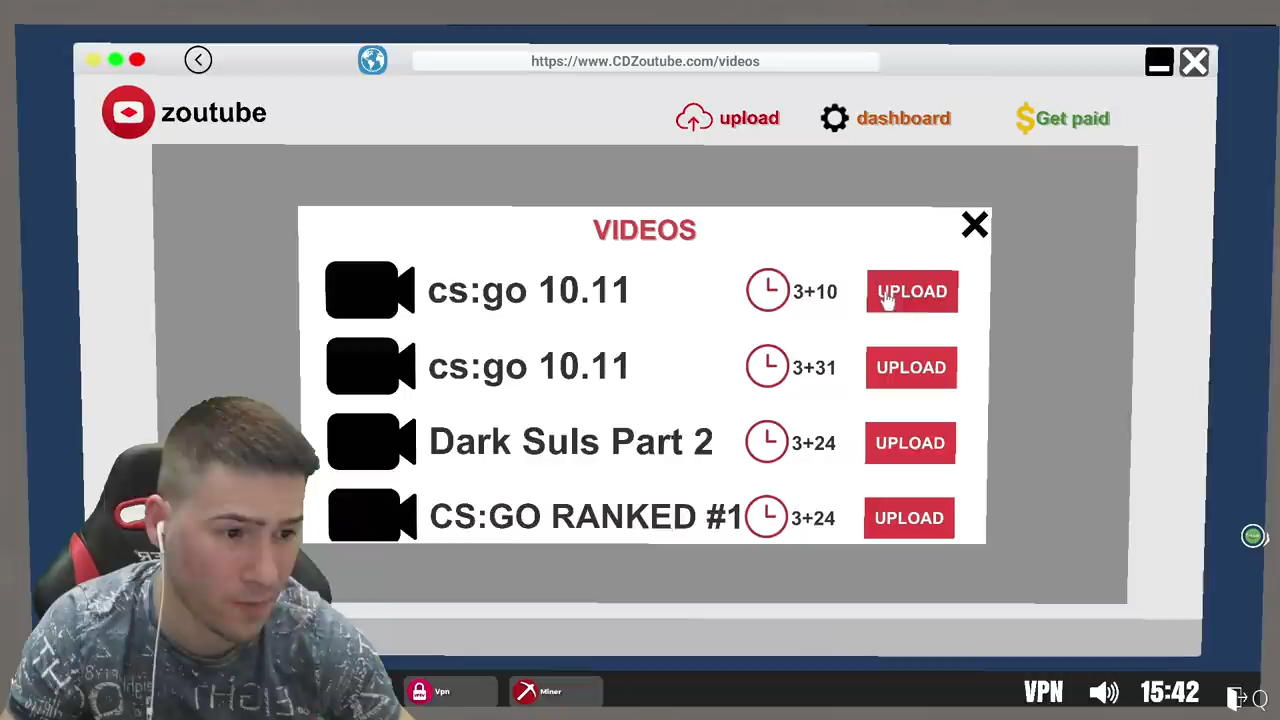 https://www.CDZoutube.com/videos
zoutube
upload
dashboard
$Get paid
VIDEOS
cs:go 10.11 3+10 UPLOAD
cs:go 10.11 3+31 UPLOAD
Dark Suls Part 2 3+24 UPLOAD
CS:GO RANKED #1 3+24 UPLOAD
Vpn
Miner
VPN
15:42
Q